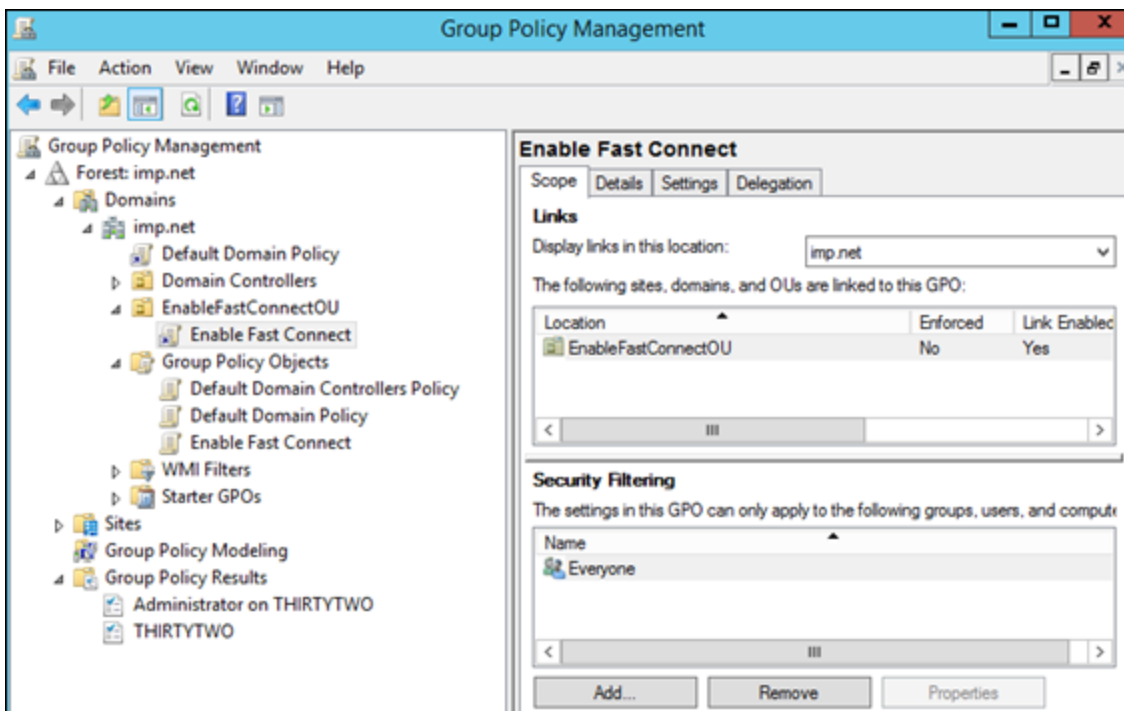 Group Policy Management
File Action View Window Help
Group Policy Management
Forest: imp.net
Domains
imp.net
Default Domain Policy
Domain Controllers
EnableFastConnectOU
Enable Fast Connect
Group Policy Objects
Default Domain Controllers Policy
Default Domain Policy
Enable Fast Connect
WMI Filters
Starter GPOs
Sites
Group Policy Modeling
Group Policy Results
Administrator on THIRTYTWO
THIRTYTWO
Enable Fast Connect
Scope Details Settings Delegation
Links
Display links in this location: imp.net
The following sites, domains, and OUs are linked to this GPO:
Location Enforced Link Enabled
EnableFastConnectOU No Yes
Security Filtering
The settings in this GPO can only apply to the following groups, users, and compute
Name
Everyone
Add... Remove Properties